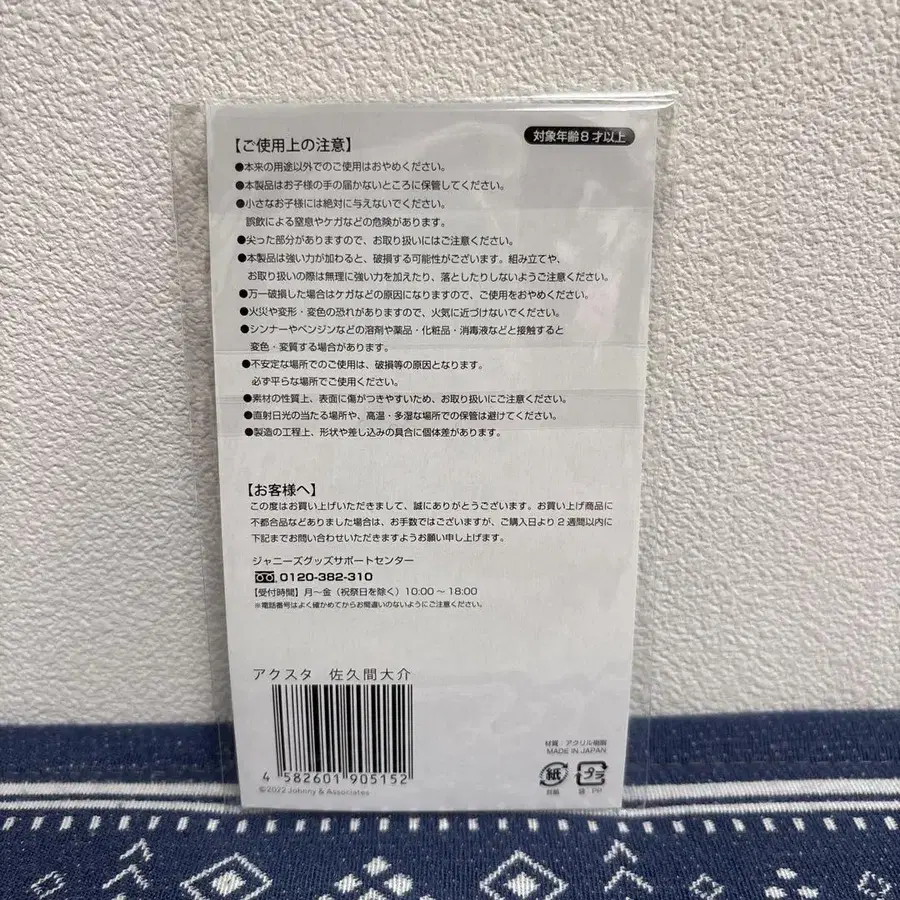 【ご使用上の注意】
対象年齢8才以上
●本来の用途以外でのご使用はおやめください。
●本製品はお子様の手の届かないところに保管してください。
●小さなお子様には絶対に与えないでください。
誤飲による窒息やケガなどの危険があります。
●尖った部分がありますので、お取り扱いにはご注意ください。
●本製品は強い力が加わると、破損する可能性がございます。組み立てや、
お取り扱いの際は無理に強い力を加えたり、落としたりしないようご注意ください。
●万一破損した場合はケガなどの原因になりますので、ご使用をおやめください。
●火災や変形・変色の恐れがありますので、火気に近づけないでください。
●シンナーやベンジンなどの溶剤や薬品・化粧品・消毒液などと接触すると
変色・変質する場合があります。
●不安定な場所でのご使用は、破損等の原因となります。
必ず平らな場所でご使用ください。
●素材の性質上、表面に傷がつきやすいため、お取り扱いにご注意ください。
●直射日光の当たる場所や、高温・多湿な場所での保管は避けてください。
●製造の工程上、形状や差し込みの具合に個体差があります。
【お客様へ】
この度はお買い上げいただきまして、誠にありがとうございます。お買い上げ商品に
不都合品などありました場合は、お手数ではございますが、ご購入日より2週間以内に
下記までお問い合わせいただきますようお願い申し上げます。
ジャニーズグッズサポートセンター
0120-382-310
【受付時間】月〜金（祝祭日を除く）10:00〜18:00
※電話番号はよく確かめてからお間違いのないようにご注意ください。
アクスタ 佐久間大介
4 582601 905152
©2022 Johnny & Associates
材質：アクリル樹脂
MADE IN JAPAN
紙 プラ
台紙 袋：PP